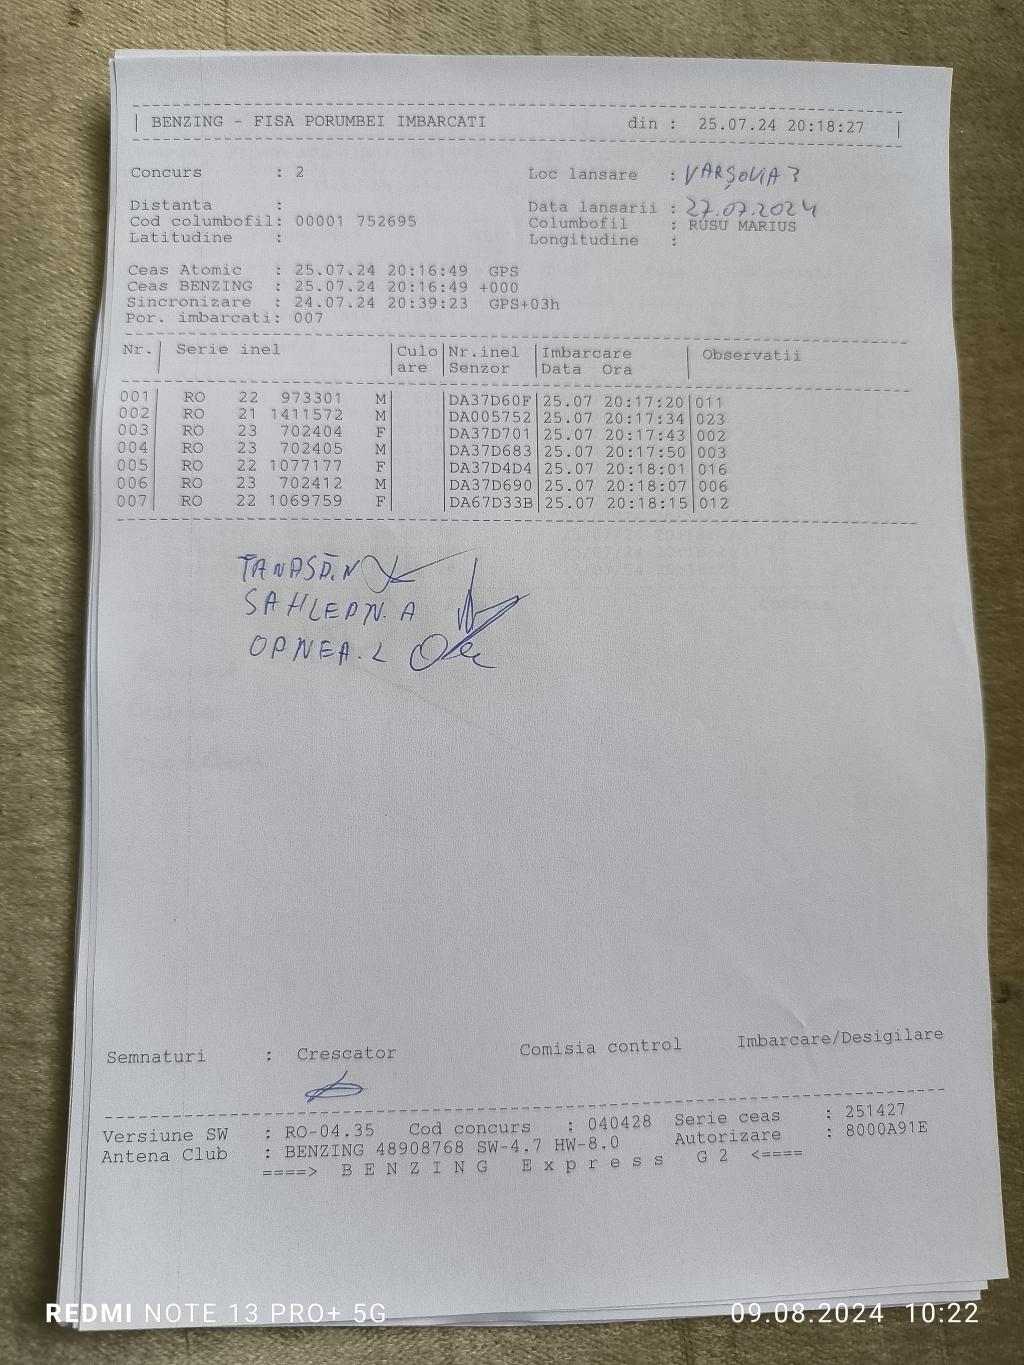 | BENZING - FISA PORUMBEI IMBARCATI din : 25.07.24 20:18:27 |
Concurs : 2 Loc lansare : VARȘOVIA 3
Distanta : Data lansarii : 27.07.2024
Cod columbofil: 00001 752695 Columbofil : RUSU MARIUS
Latitudine : Longitudine :
Ceas Atomic : 25.07.24 20:16:49 GPS
Ceas BENZING : 25.07.24 20:16:49 +000
Sincronizare : 24.07.24 20:39:23 GPS+03h
Por. imbarcati: 007
Nr.| Serie inel |Culo|Nr.inel |Imbarcare | Observatii
|are |Senzor |Data Ora |
001| RO 22 973301 M| |DA37D60F|25.07 20:17:20|011
002| RO 21 1411572 M| |DA005752|25.07 20:17:34|023
003| RO 23 702404 F| |DA37D701|25.07 20:17:43|002
004| RO 23 702405 M| |DA37D683|25.07 20:17:50|003
005| RO 22 1077177 F| |DA37D4D4|25.07 20:18:01|016
006| RO 23 702412 M| |DA37D690|25.07 20:18:07|006
007| RO 22 1069759 F| |DA67D33B|25.07 20:18:15|012
TANASĂ.N
SAHLEAN. A
OPNEA. L
Semnaturi : Crescator Comisia control Imbarcare/Desigilare
Versiune SW : RO-04.35 Cod concurs : 040428 Serie ceas : 251427
Antena Club : BENZING 48908768 SW-4.7 HW-8.0 Autorizare : 8000A91E
====> B E N Z I N G E x p r e s s G 2 <====
REDMI NOTE 13 PRO+ 5G 09.08.2024 10:22